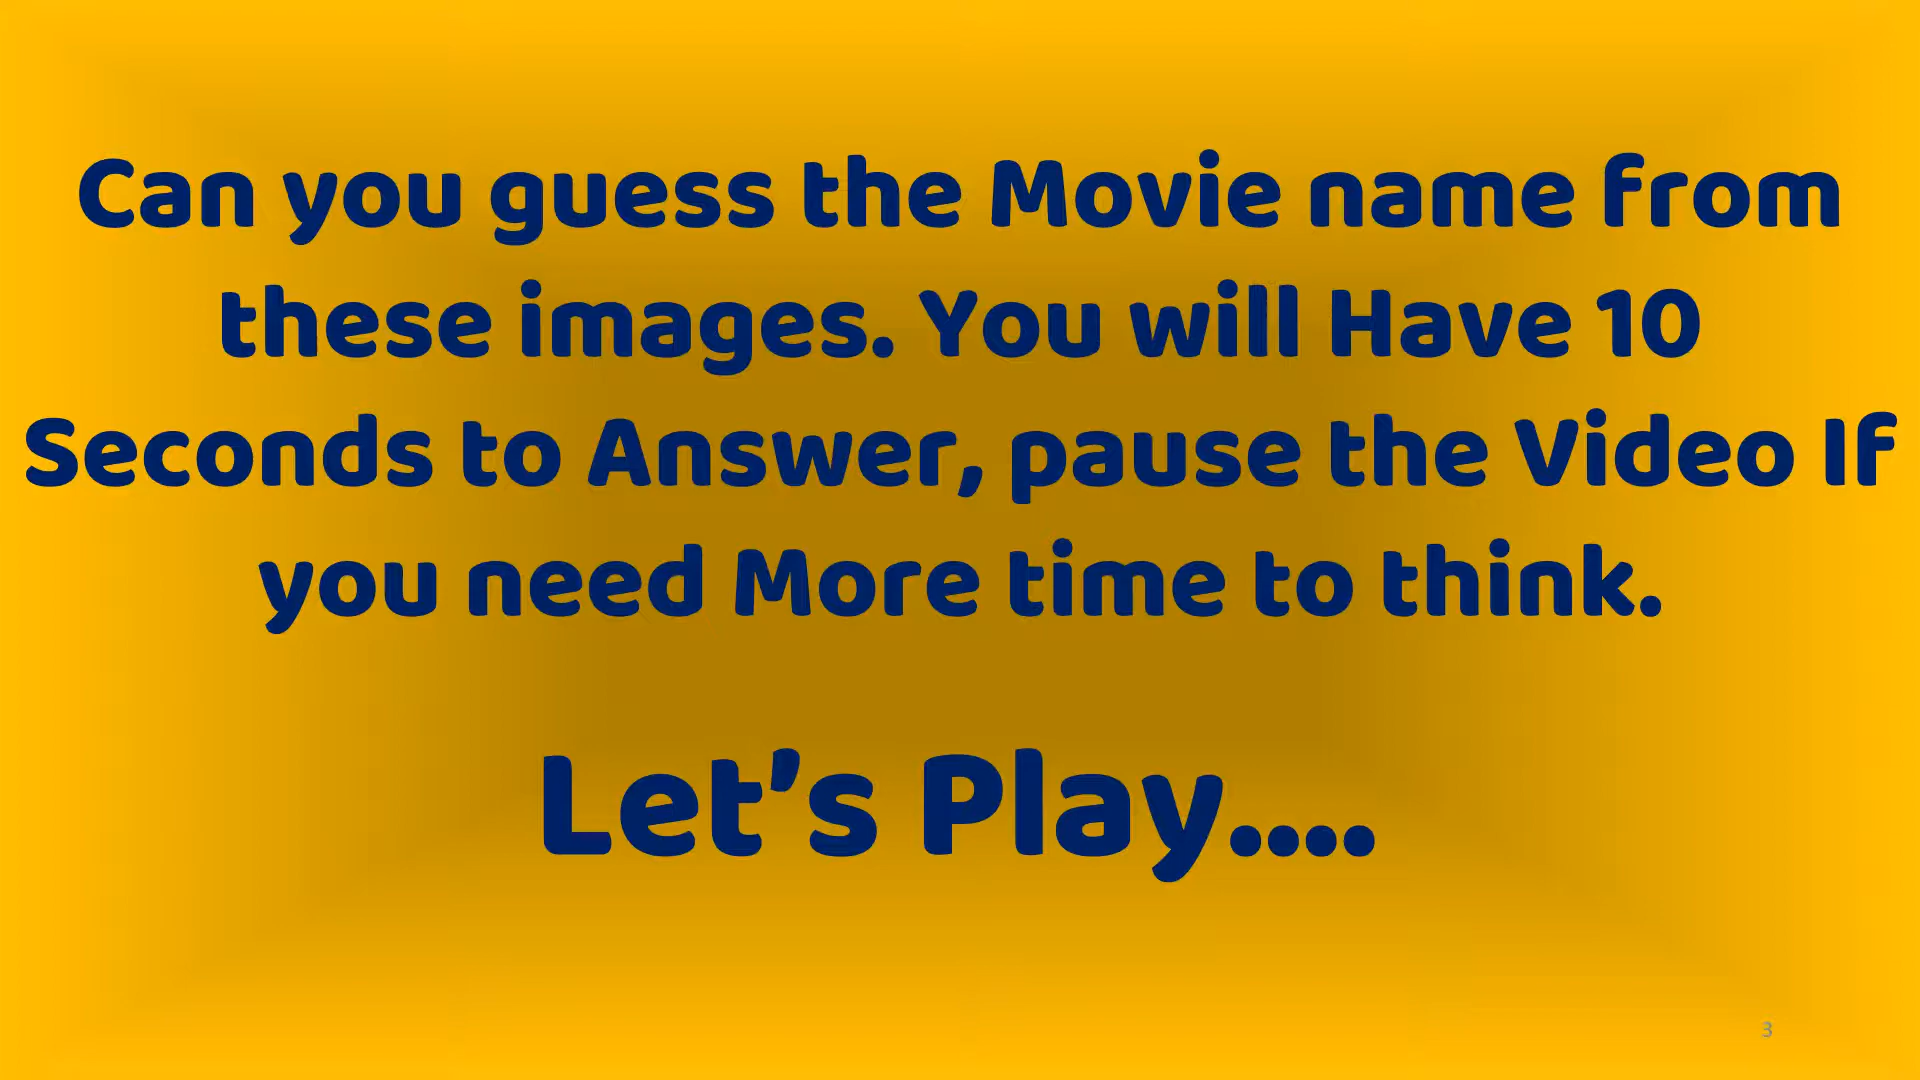 Can you guess the Movie name from
these images. You will Have 10
Seconds to Answer, pause the Video If
you need More time to think.
Let's Play....
3